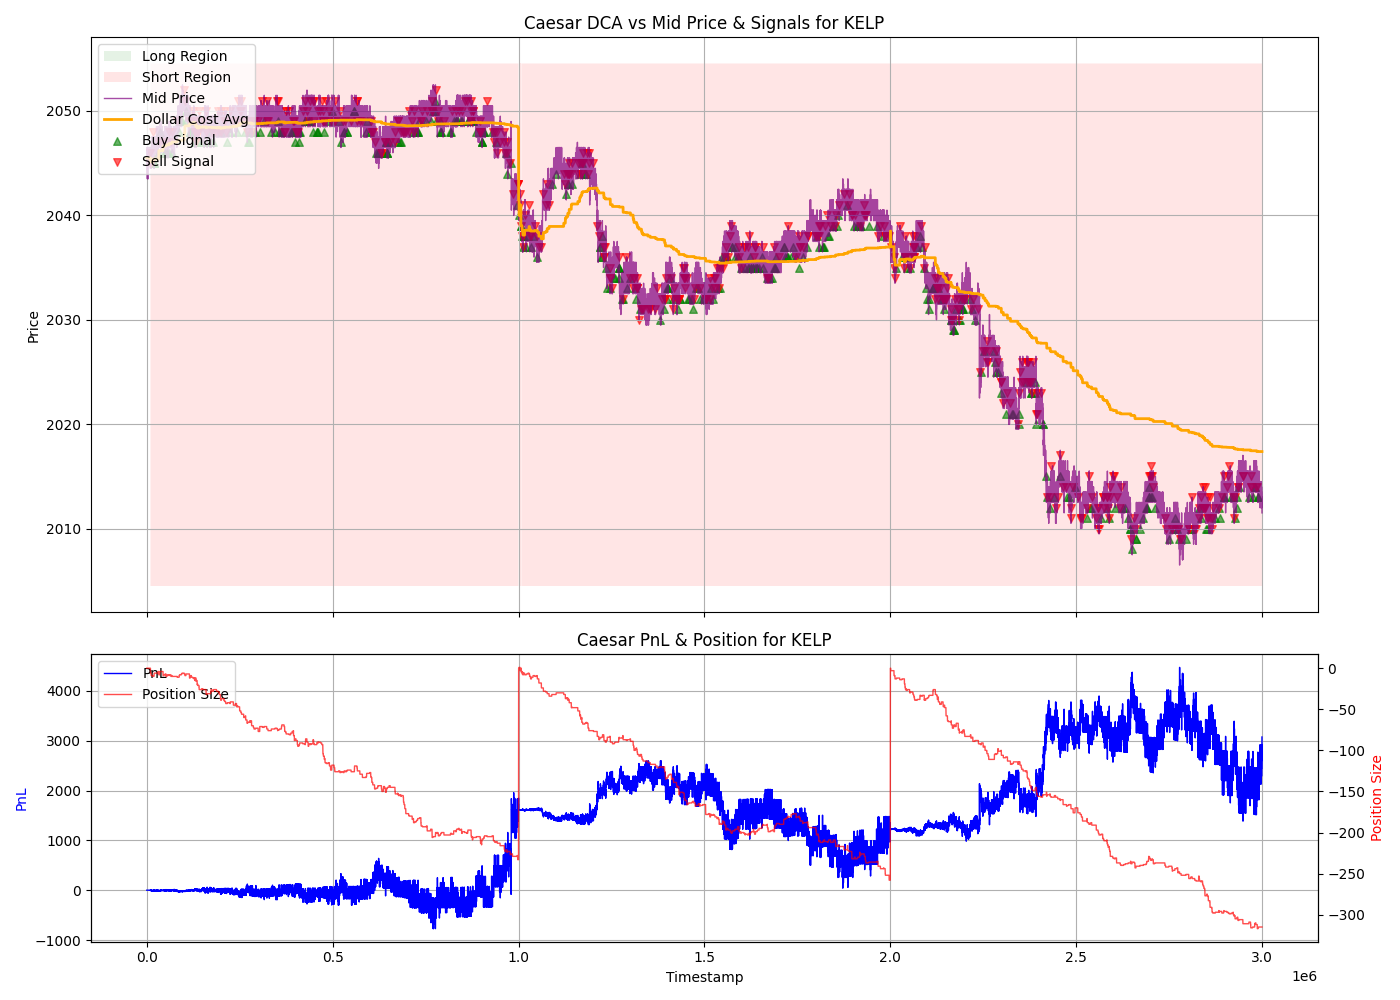 Caesar DCA vs Mid Price & Signals for KELP
Long Region
Short Region
Mid Price
Dollar Cost Avg
Buy Signal
Sell Signal
2050
2040
2030
2020
2010
Price
Caesar PnL & Position for KELP
PnL
Position Size
4000
3000
2000
1000
0
−1000
PnL
0
−50
−100
−150
−200
−250
−300
Position Size
0.0
0.5
1.0
1.5
2.0
2.5
3.0
1e6
Timestamp